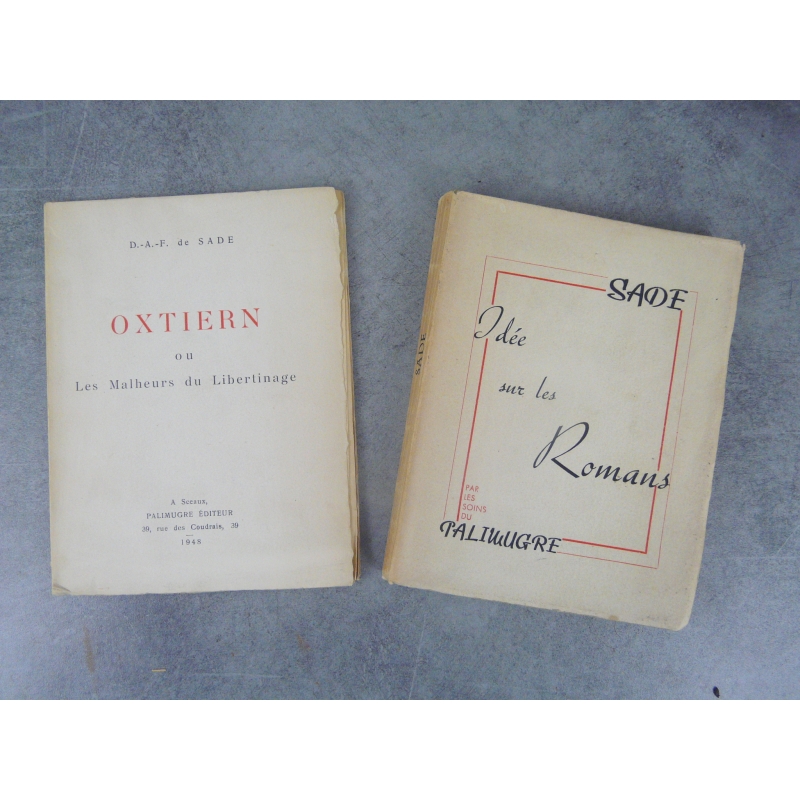 D.-A.-F. de SADE
OXTIERN
ou
Les Malheurs du Libertinage
A Sceaux,
PALIMUGRE ÉDITEUR
39, rue des Coudrais, 39
1948
SADE
SADE
Idée
sur les
Romans
PAR
LES
SOINS
DU
PALIMUGRE